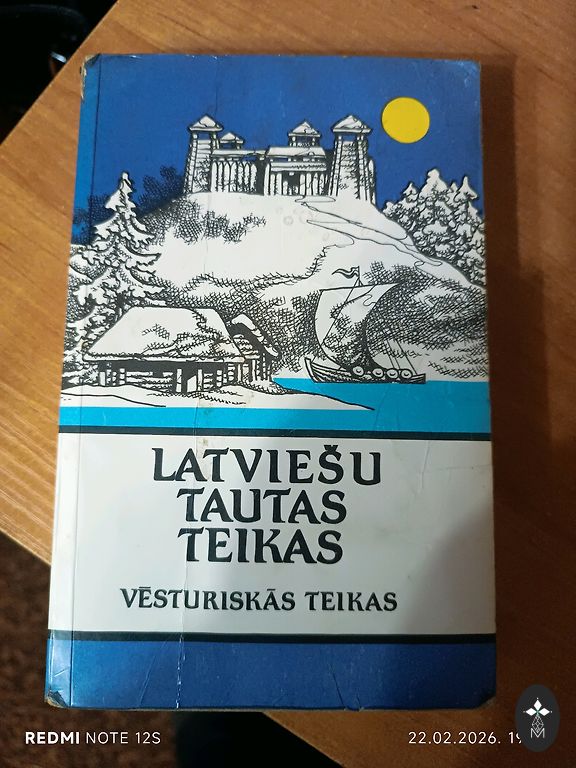 LATVIEŠU
TAUTAS
TEIKAS
VĒSTURISKĀS TEIKAS
REDMI NOTE 12S
22.02.2026.